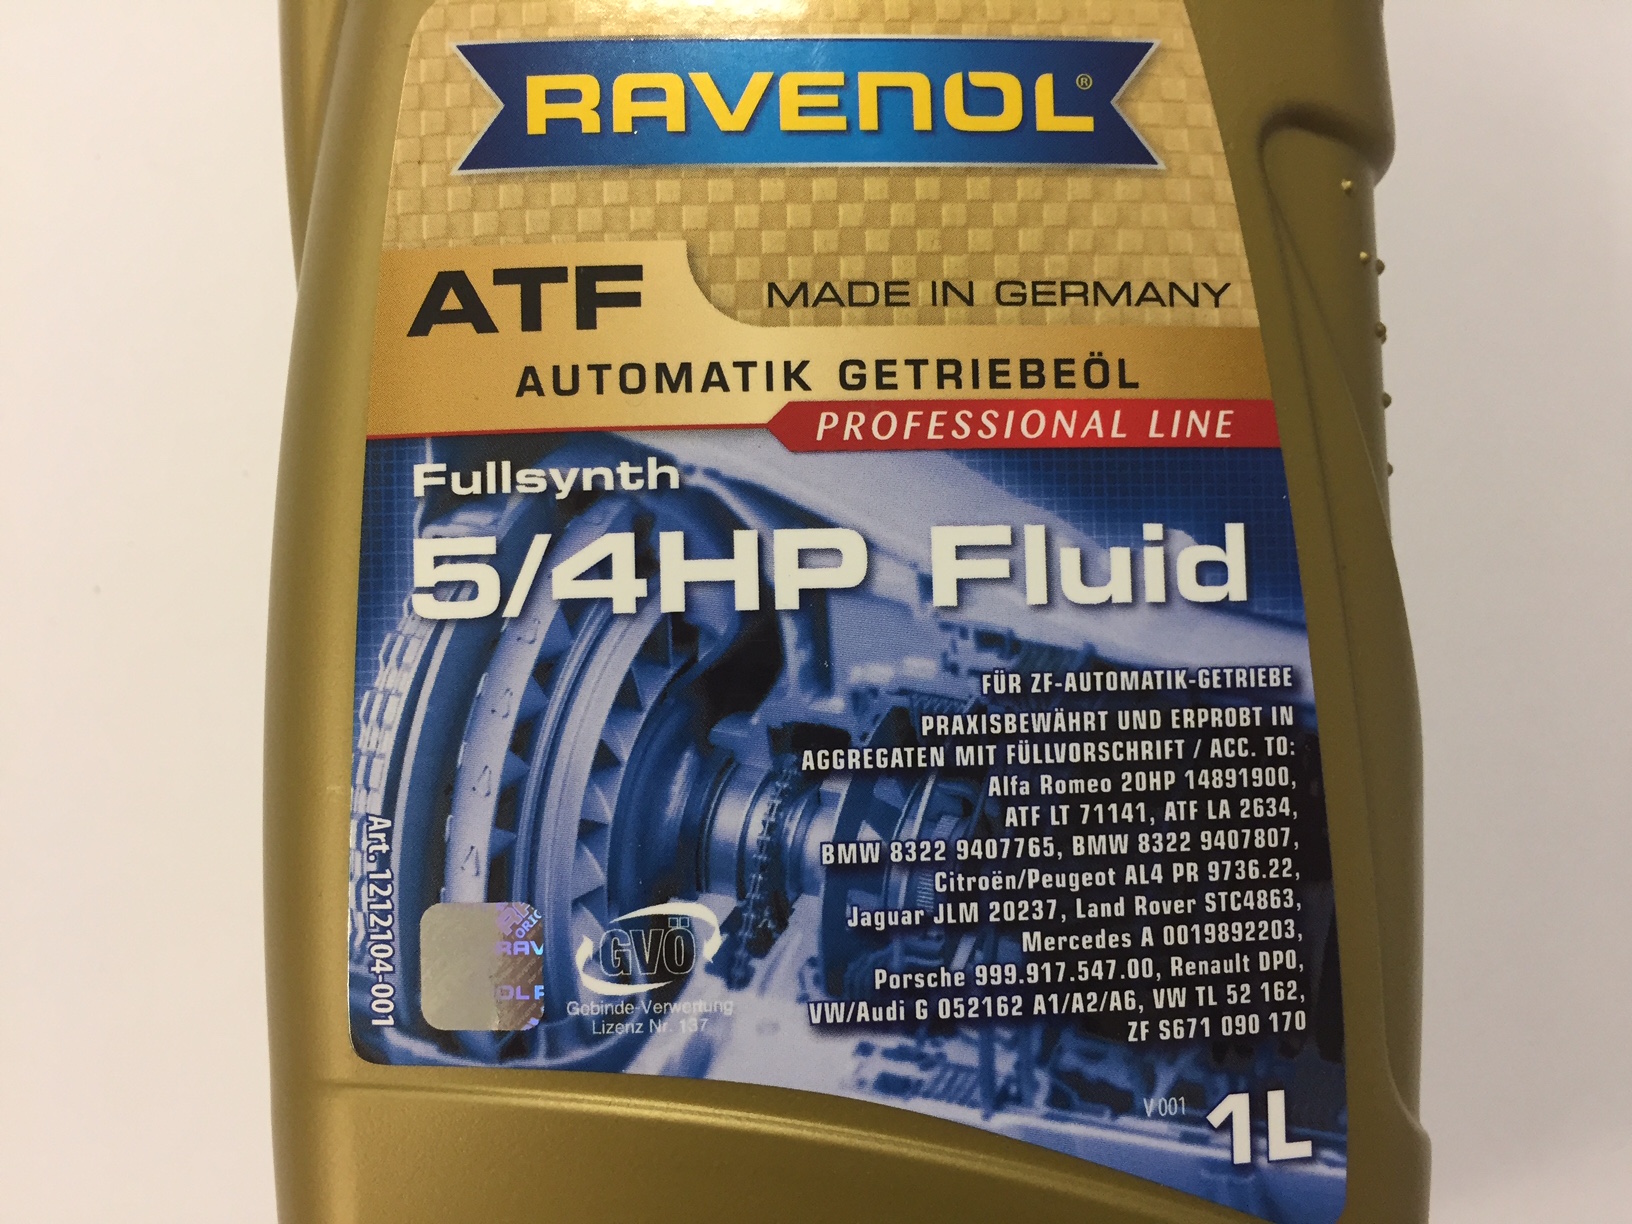 RAVENOL®
ATF
MADE IN GERMANY
AUTOMATIK GETRIEBEÖL
PROFESSIONAL LINE
Fullsynth
5/4HP Fluid
FÜR ZF-AUTOMATIK-GETRIEBE
PRAXISBEWÄHRT UND ERPROBT IN
AGGREGATEN MIT FÜLLVORSCHRIFT / ACC. TO:
Alfa Romeo 20HP 14891900,
ATF LT 71141, ATF LA 2634,
BMW 8322 9407765, BMW 8322 9407807,
Citroën/Peugeot AL4 PR 9736.22,
Jaguar JLM 20237, Land Rover STC4863,
Mercedes A 0019892203,
Porsche 999.917.547.00, Renault DP0,
VW/Audi G 052162 A1/A2/A6, VW TL 52 162,
ZF S671 090 170
Art. 1212104-001
GVÖ
Gebinde-Verwertung
Lizenz Nr. 137
V 001
1L